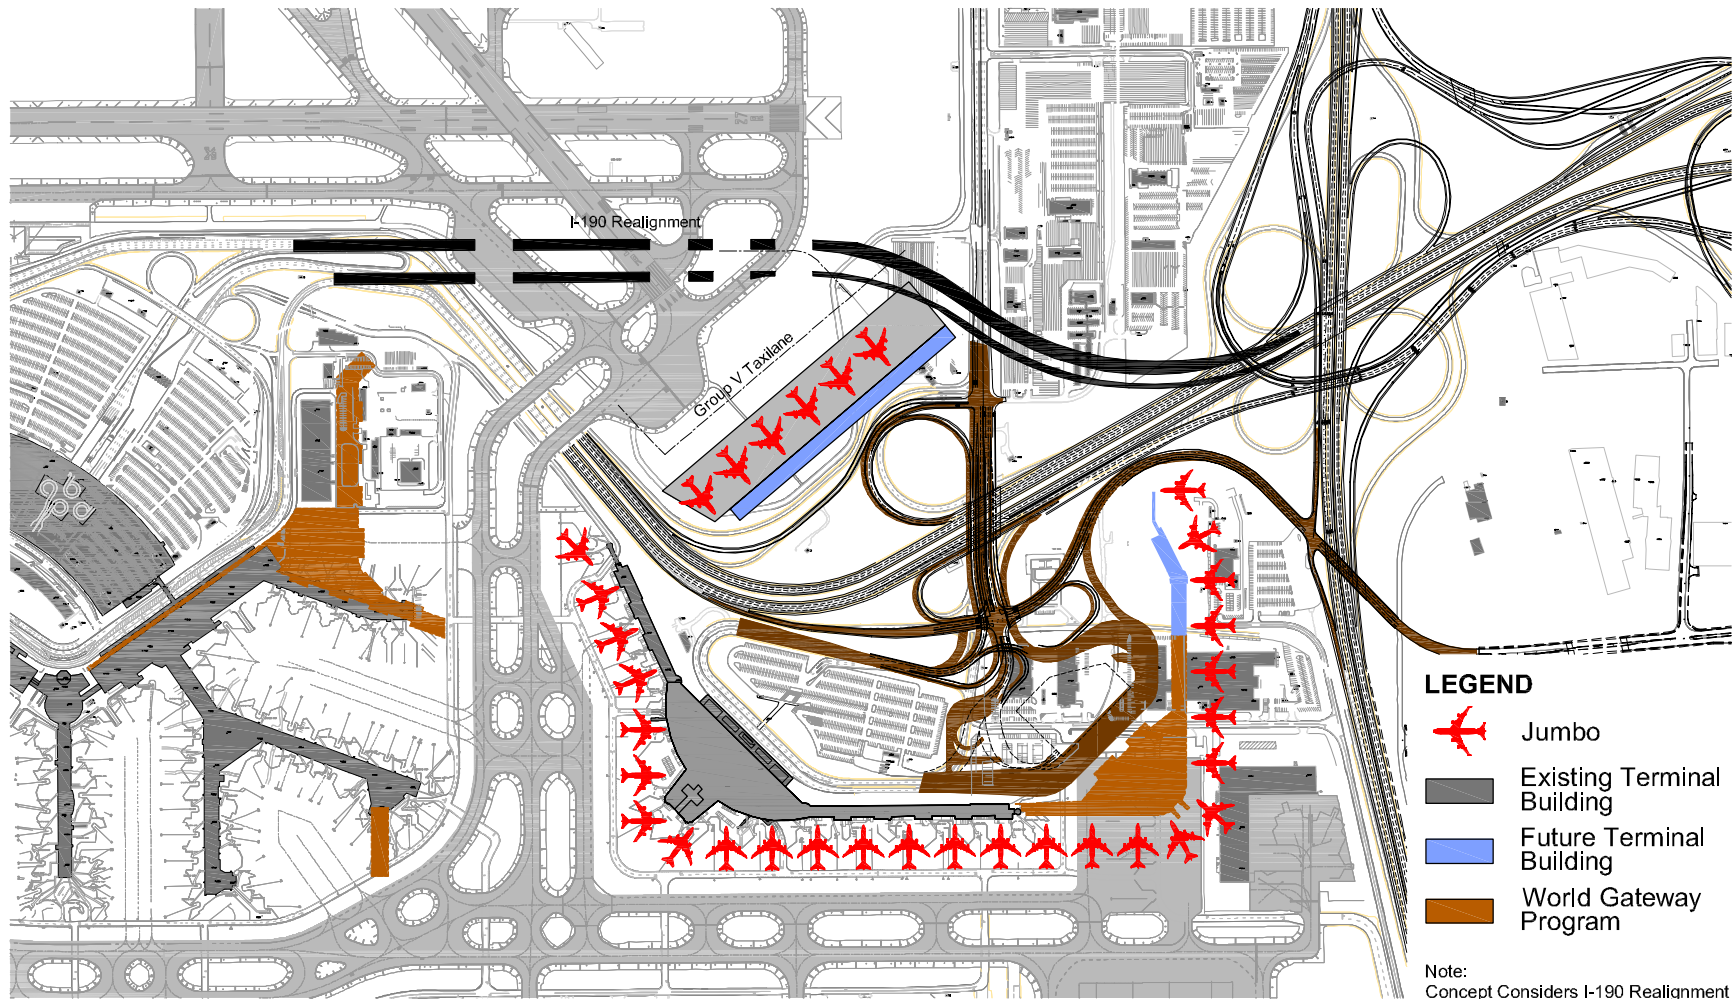 I-190 Realignment
Group V Taxilane
LEGEND
Jumbo
Existing Terminal
Building
Future Terminal
Building
World Gateway
Program
Note:
Concept Considers I-190 Realignment